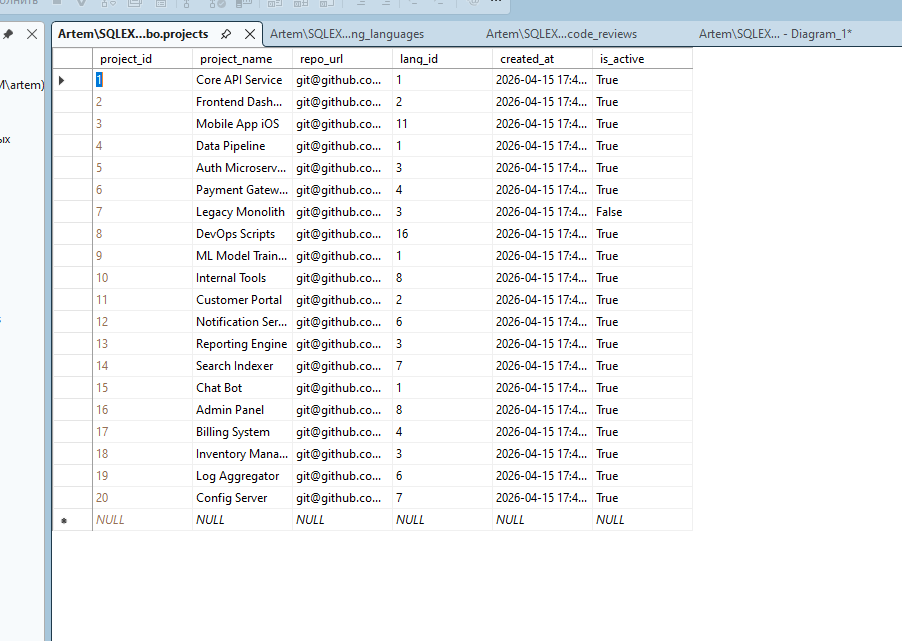 Artem\SQLEX...bo.projects Artem\SQLEX...ng_languages Artem\SQLEX...code_reviews Artem\SQLEX... - Diagram_1*
project_id project_name repo_url lang_id created_at is_active
1 Core API Service git@github.co... 1 2026-04-15 17:4... True
2 Frontend Dash... git@github.co... 2 2026-04-15 17:4... True
\artem) 3 Mobile App iOS git@github.co... 11 2026-04-15 17:4... True
ых 4 Data Pipeline git@github.co... 1 2026-04-15 17:4... True
5 Auth Microserv... git@github.co... 3 2026-04-15 17:4... True
6 Payment Gatew... git@github.co... 4 2026-04-15 17:4... True
7 Legacy Monolith git@github.co... 3 2026-04-15 17:4... False
8 DevOps Scripts git@github.co... 16 2026-04-15 17:4... True
9 ML Model Train... git@github.co... 1 2026-04-15 17:4... True
10 Internal Tools git@github.co... 8 2026-04-15 17:4... True
11 Customer Portal git@github.co... 2 2026-04-15 17:4... True
12 Notification Ser... git@github.co... 6 2026-04-15 17:4... True
13 Reporting Engine git@github.co... 3 2026-04-15 17:4... True
14 Search Indexer git@github.co... 7 2026-04-15 17:4... True
15 Chat Bot git@github.co... 1 2026-04-15 17:4... True
16 Admin Panel git@github.co... 8 2026-04-15 17:4... True
17 Billing System git@github.co... 4 2026-04-15 17:4... True
18 Inventory Mana... git@github.co... 3 2026-04-15 17:4... True
19 Log Aggregator git@github.co... 6 2026-04-15 17:4... True
20 Config Server git@github.co... 7 2026-04-15 17:4... True
NULL NULL NULL NULL NULL NULL